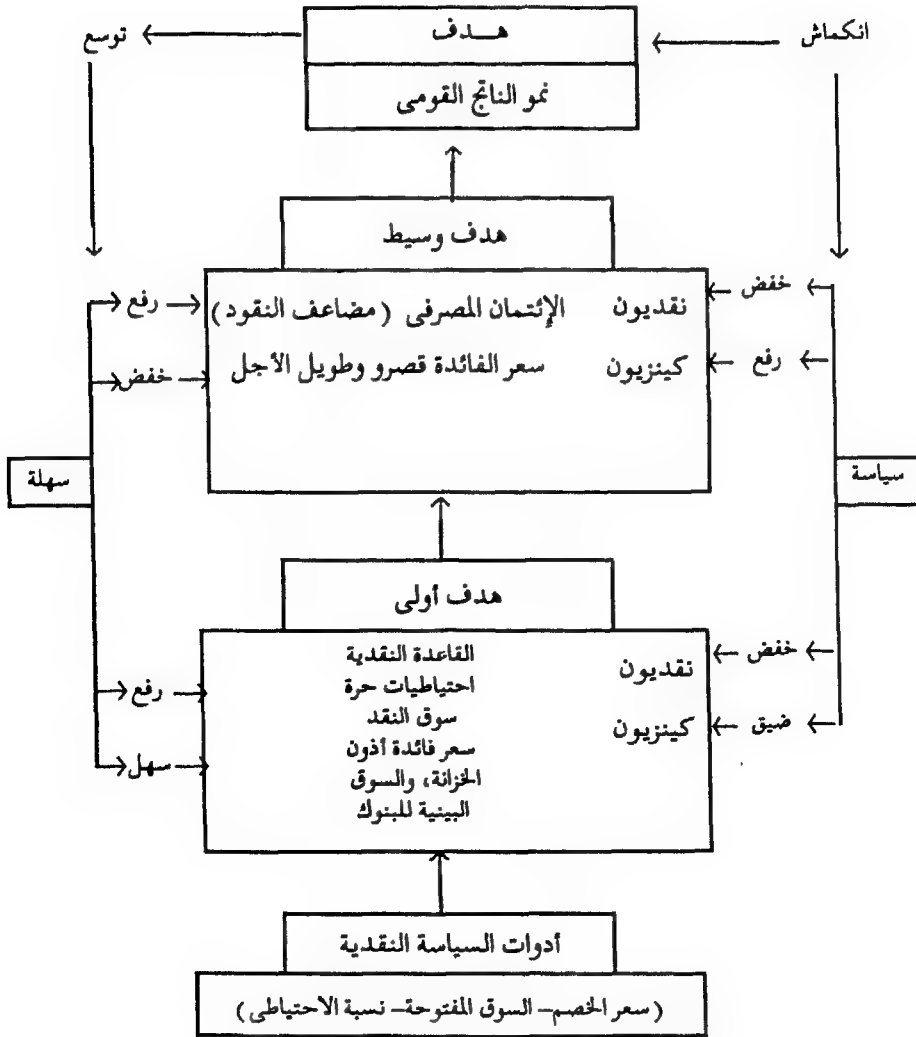 انكماش
هدف
توسع
نمو الناتج القومى
هدف وسيط
خفض
نقديون
الإئتمان المصرفى (مضاعف النقود)
رفع
رفع
كينزيون
سعر الفائدة قصرو وطويل الأجل
خفض
سياسة
سهلة
هدف أولى
خفض
نقديون
القاعدة النقدية
احتياطيات حرة
رفع
ضيق
كينزيون
سوق النقد
سعر فائدة أذون
سهل
الخزانة، والسوق
البينية للبنوك
أدوات السياسة النقدية
(سعر الخصم - السوق المفتوحة - نسبة الاحتياطى)